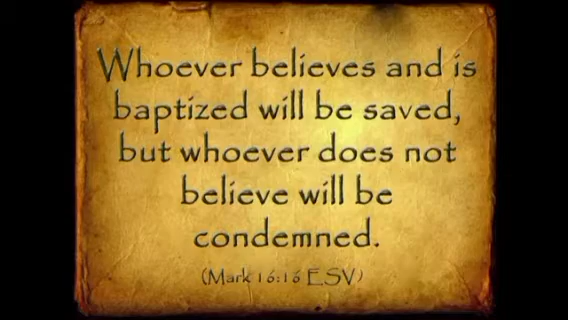 Whoever believes and is
baptized will be saved,
but whoever does not
believe will be
condemned.
(Mark 16:16 ESV)